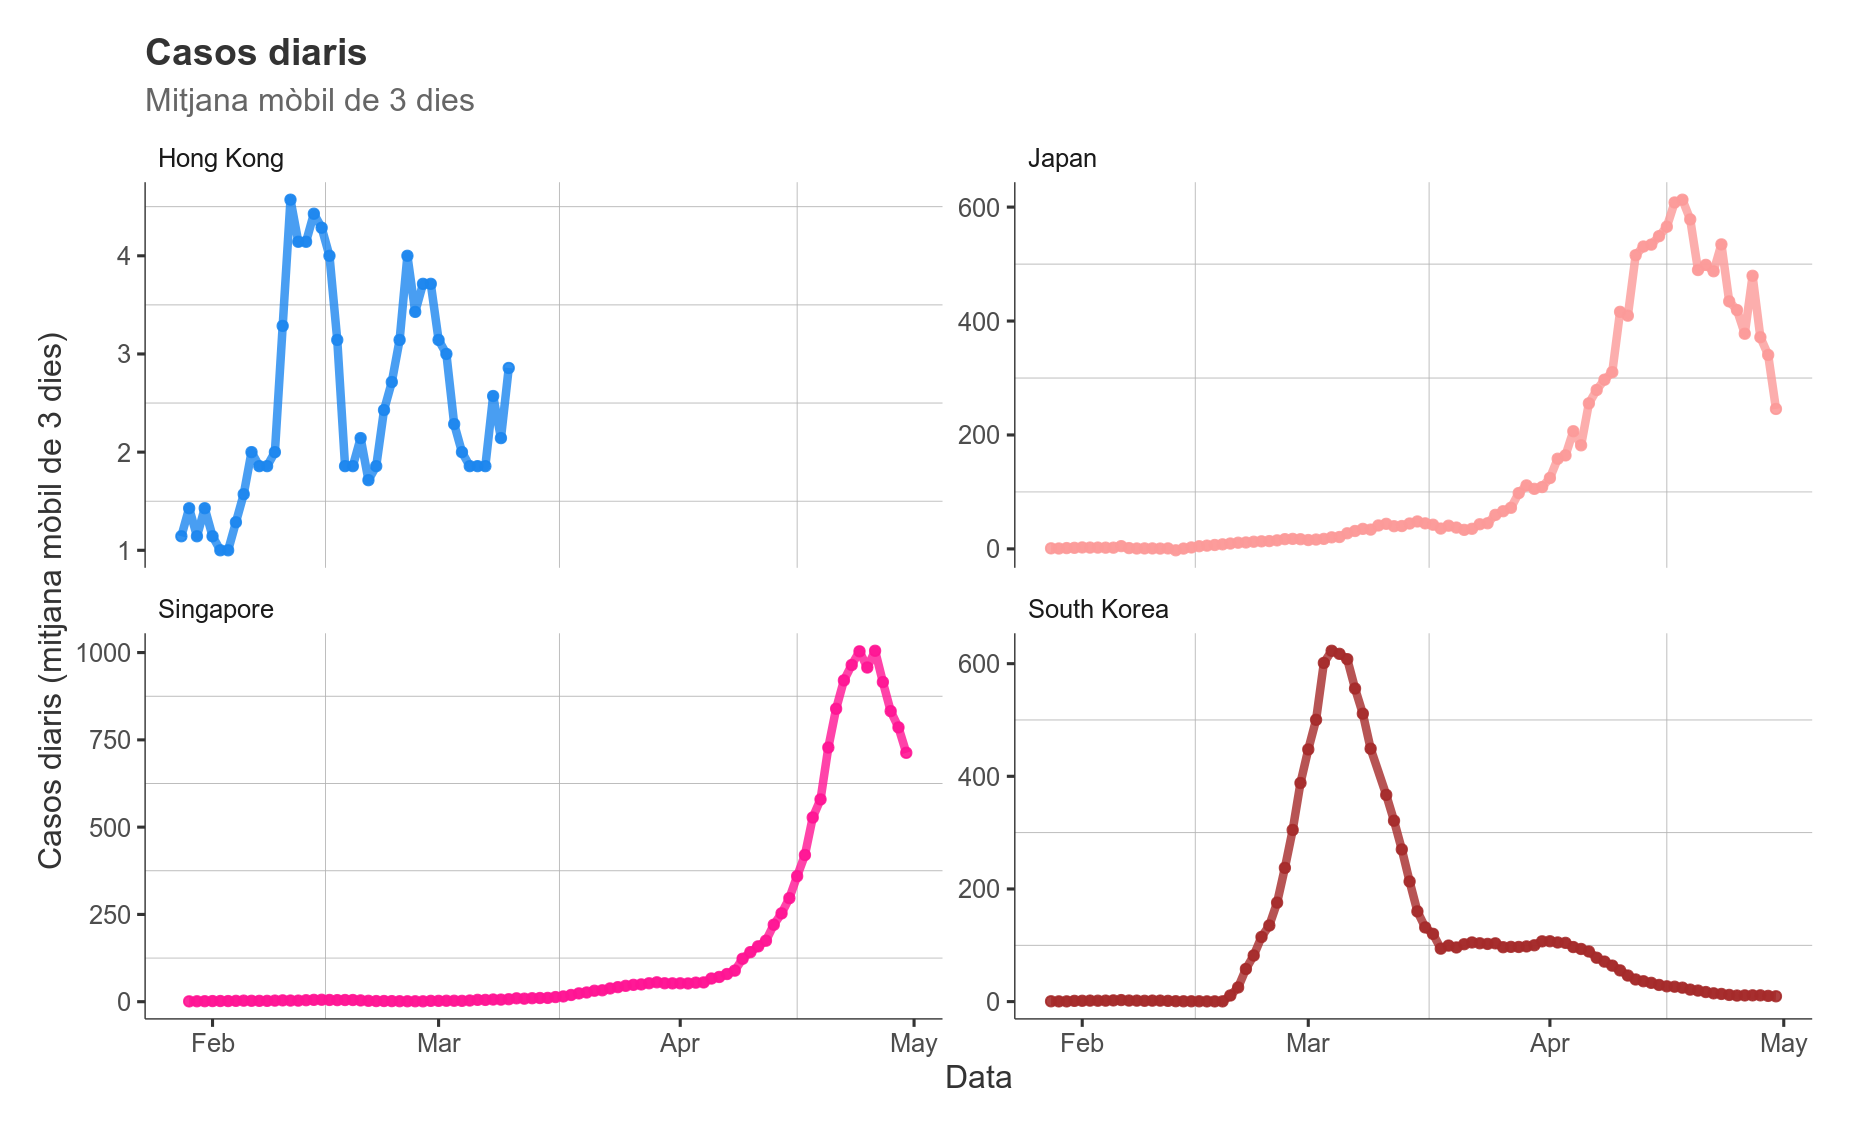 Casos diaris
Mitjana mòbil de 3 dies
Casos diaris (mitjana mòbil de 3 dies)
Hong Kong
4
3
2
1
Japan
600
400
200
0
Singapore
1000
750
500
250
0
Feb Mar Apr May
South Korea
600
400
200
0
Feb Mar Apr May
Data